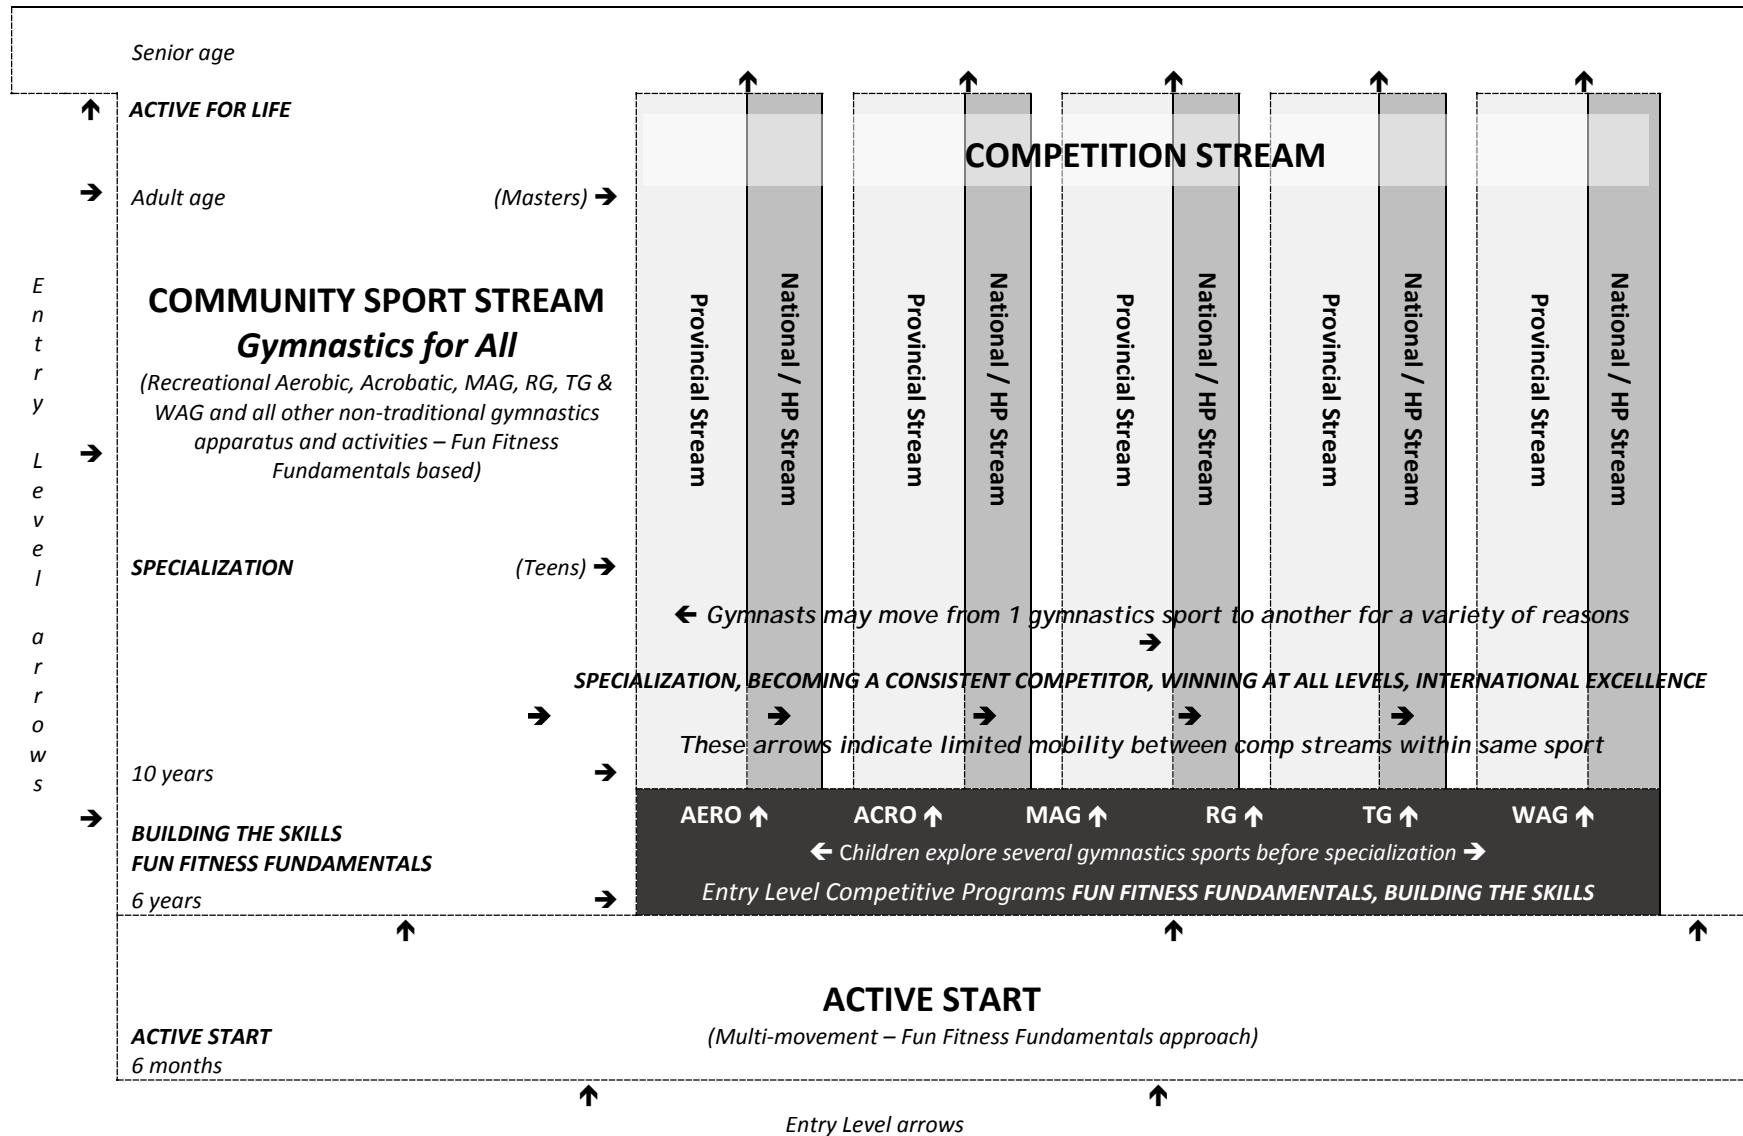 Senior age
ACTIVE FOR LIFE
COMPETITION STREAM
Adult age
(Masters) ➔
Entry Level arrows
COMMUNITY SPORT STREAM
Gymnastics for All
(Recreational Aerobic, Acrobatic, MAG, RG, TG &
WAG and all other non-traditional gymnastics
apparatus and activities – Fun Fitness
Fundamentals based)
Provincial Stream
National / HP Stream
Provincial Stream
National / HP Stream
Provincial Stream
National / HP Stream
Provincial Stream
National / HP Stream
Provincial Stream
National / HP Stream
SPECIALIZATION
(Teens) ➔
← Gymnasts may move from 1 gymnastics sport to another for a variety of reasons
➔
SPECIALIZATION, BECOMING A CONSISTENT COMPETITOR, WINNING AT ALL LEVELS, INTERNATIONAL EXCELLENCE
These arrows indicate limited mobility between comp streams within same sport
10 years
AERO ↑ ACRO ↑ MAG ↑ RG ↑ TG ↑ WAG ↑
BUILDING THE SKILLS
FUN FITNESS FUNDAMENTALS
← Children explore several gymnastics sports before specialization ➔
6 years
Entry Level Competitive Programs FUN FITNESS FUNDAMENTALS, BUILDING THE SKILLS
ACTIVE START
(Multi-movement – Fun Fitness Fundamentals approach)
ACTIVE START
6 months
Entry Level arrows